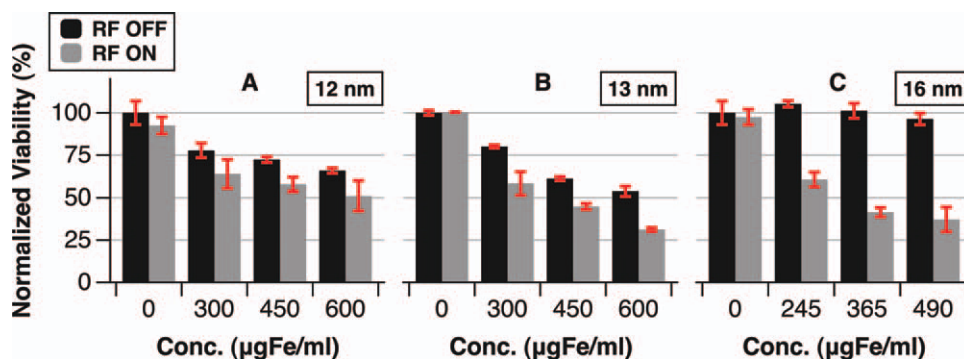 RF OFF
RF ON
Normalized Viability (%)
100
75
50
25
0
A
12 nm
0 300 450 600
Conc. (µgFe/ml)
B
13 nm
0 300 450 600
Conc. (µgFe/ml)
C
16 nm
0 245 365 490
Conc. (µgFe/ml)